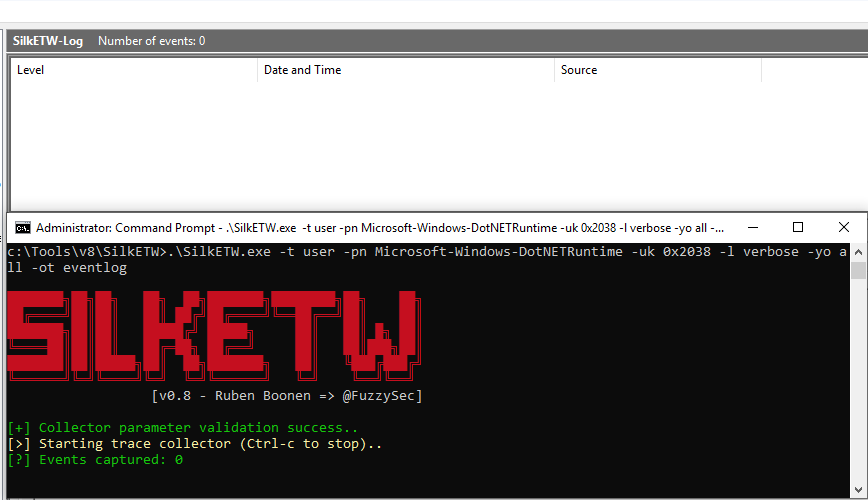 SilkETW-Log Number of events: 0
Level Date and Time Source
Administrator: Command Prompt - .\SilkETW.exe -t user -pn Microsoft-Windows-DotNETRuntime -uk 0x2038 -l verbose -yo all -...
c:\Tools\v8\SilkETW>.\SilkETW.exe -t user -pn Microsoft-Windows-DotNETRuntime -uk 0x2038 -l verbose -yo a
ll -ot eventlog
SILKETW
[v0.8 - Ruben Boonen => @FuzzySec]
[+] Collector parameter validation success..
[>] Starting trace collector (Ctrl-c to stop)..
[?] Events captured: 0